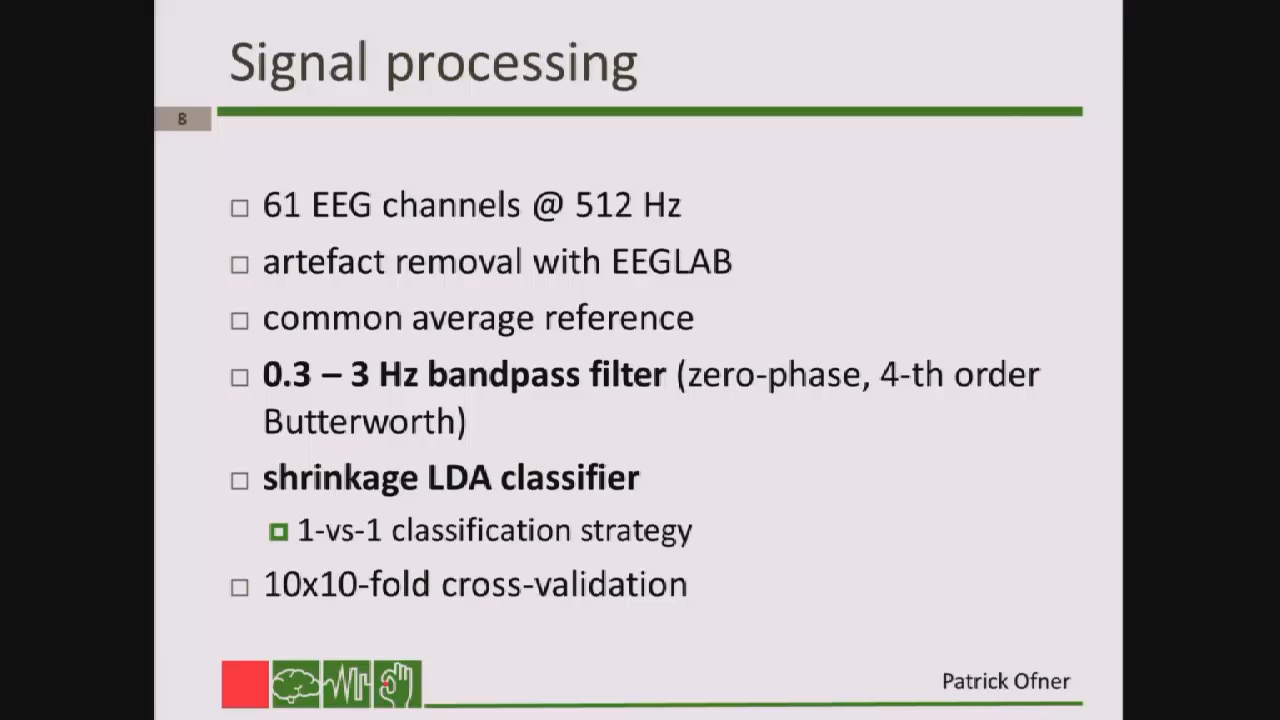 Signal processing
8
61 EEG channels @ 512 Hz
artefact removal with EEGLAB
common average reference
0.3 – 3 Hz bandpass filter (zero-phase, 4-th order
Butterworth)
shrinkage LDA classifier
1-vs-1 classification strategy
10x10-fold cross-validation
Patrick Ofner